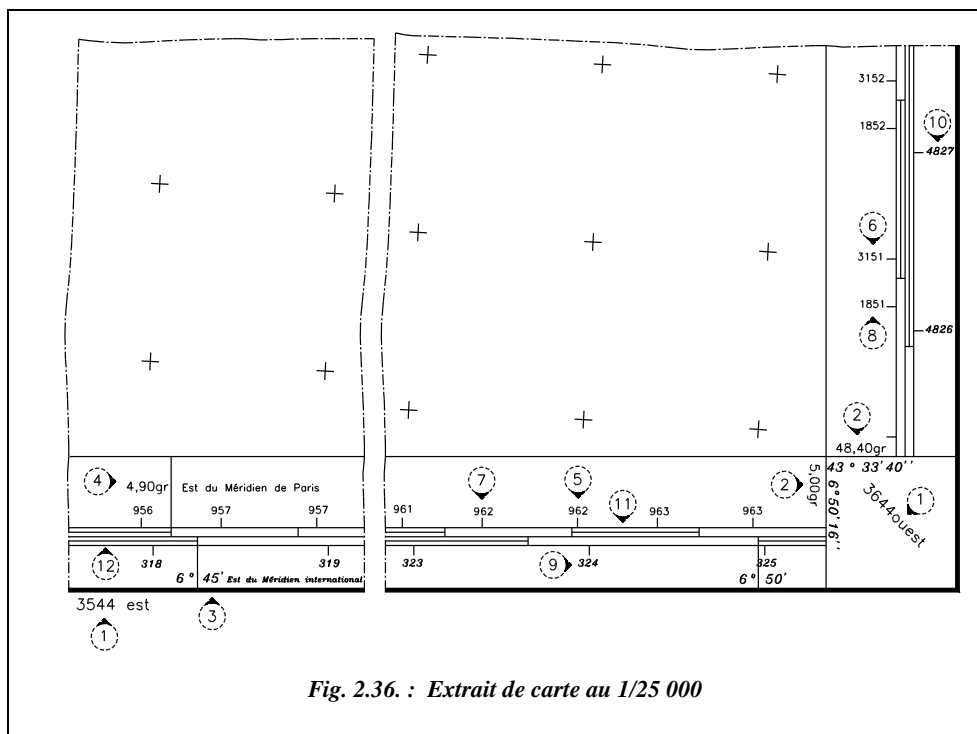 3152
1852
10
4827
6
3151
1851
8
4826
2
48,40gr
4 4,90gr Est du Méridien de Paris
7 5 2 5,00gr 43 ° 33'40''
6°50'16''
3644ouest 1
956 957 957 961 962 11 962 963 963
12 318 319 323 9 324 325
6° 45' Est du Méridien international 6° 50'
3544 est
1 3
Fig. 2.36. : Extrait de carte au 1/25 000